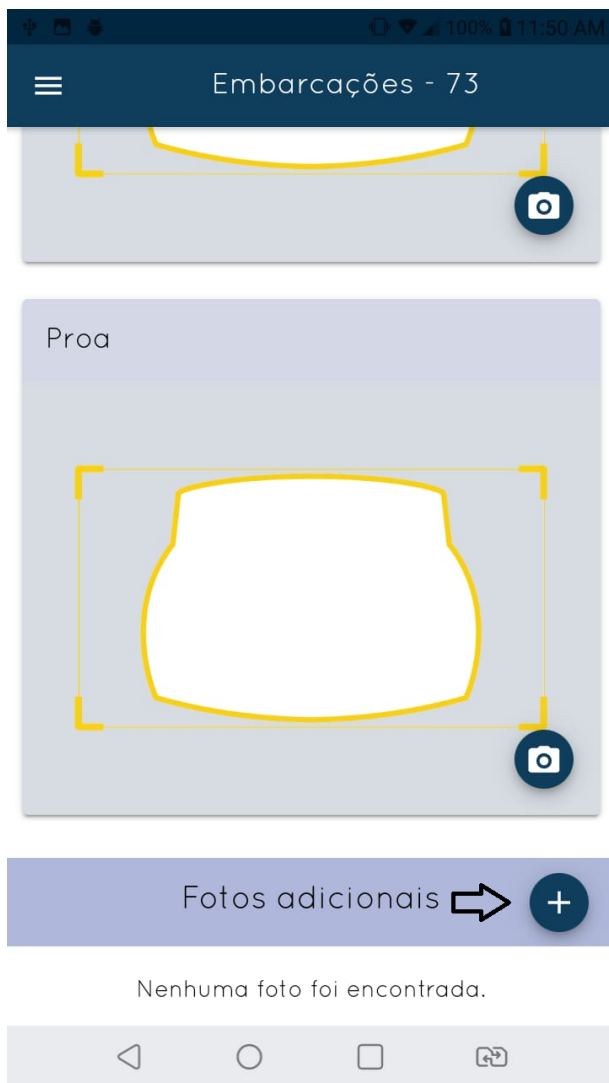 100% 11:50 AM
Embarcações - 73
Proa
Fotos adicionais
Nenhuma foto foi encontrada.